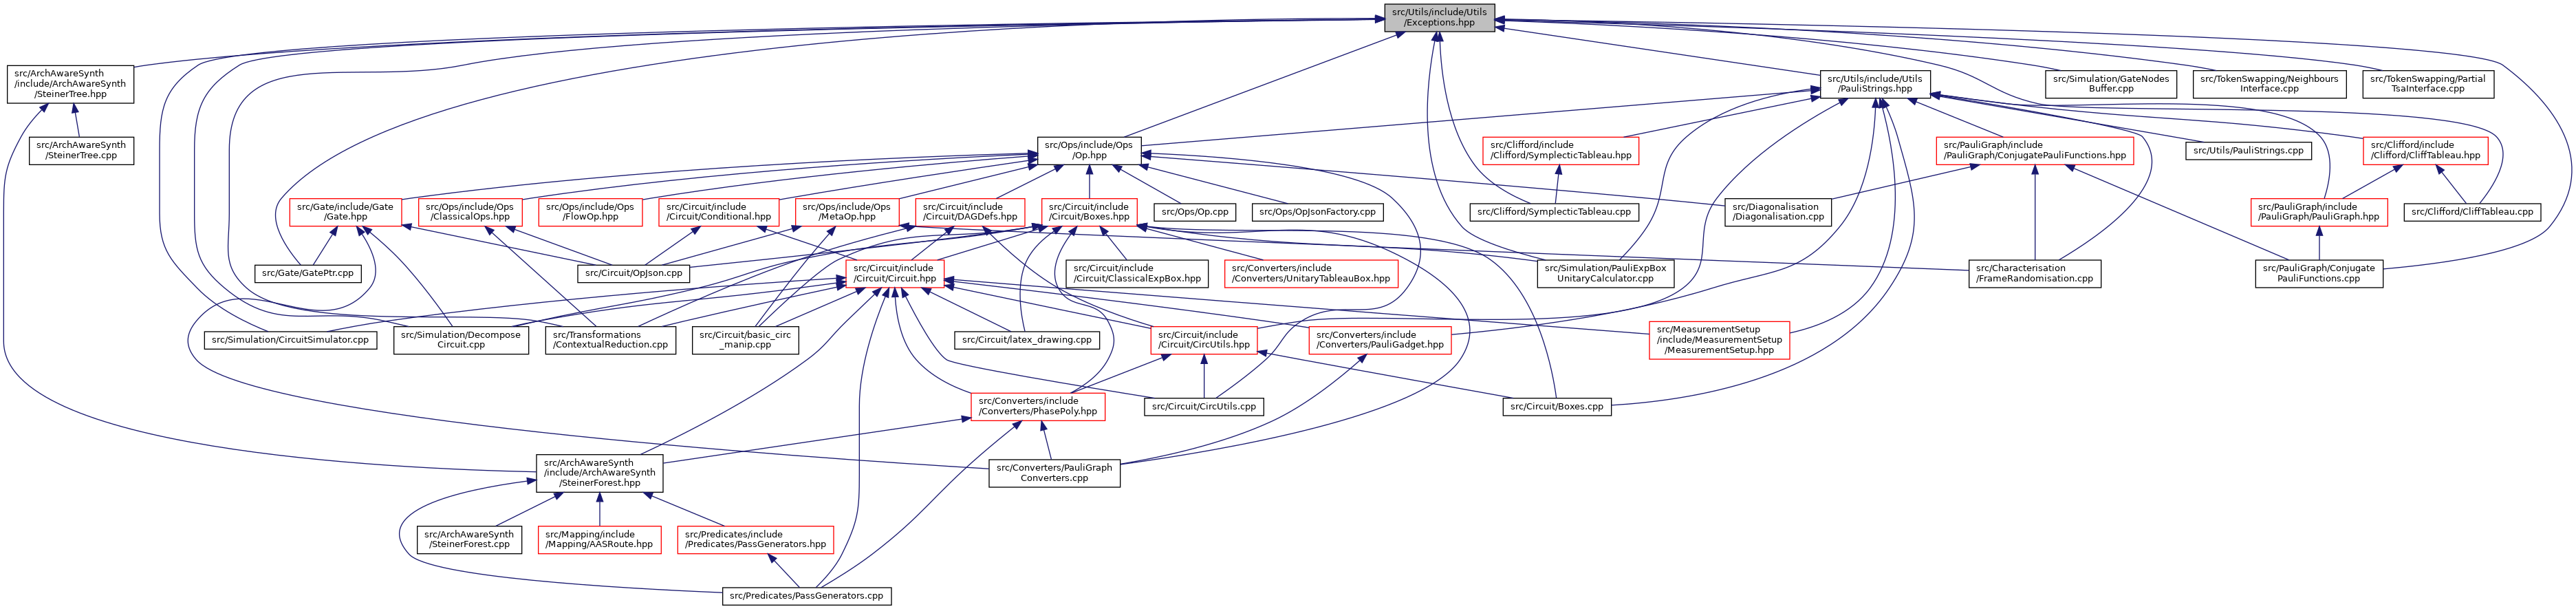 src/Utils/include/Utils
/Exceptions.hpp
src/ArchAwareSynth
/include/ArchAwareSynth
/SteinerTree.hpp
src/Utils/include/Utils
/PauliStrings.hpp
src/Simulation/GateNodes
Buffer.cpp
src/TokenSwapping/Neighbours
Interface.cpp
src/TokenSwapping/Partial
TsaInterface.cpp
src/ArchAwareSynth
/SteinerTree.cpp
src/Ops/include/Ops
/Op.hpp
src/Clifford/include
/Clifford/SymplecticTableau.hpp
src/PauliGraph/include
/PauliGraph/ConjugatePauliFunctions.hpp
src/Utils/PauliStrings.cpp
src/Clifford/include
/Clifford/CliffTableau.hpp
src/Gate/include/Gate
/Gate.hpp
src/Ops/include/Ops
/ClassicalOps.hpp
src/Ops/include/Ops
/FlowOp.hpp
src/Circuit/include
/Circuit/Conditional.hpp
src/Ops/include/Ops
/MetaOp.hpp
src/Circuit/include
/Circuit/DAGDefs.hpp
src/Circuit/include
/Circuit/Boxes.hpp
src/Ops/Op.cpp
src/Ops/OpJsonFactory.cpp
src/Clifford/SymplecticTableau.cpp
src/Diagonalisation
/Diagonalisation.cpp
src/PauliGraph/include
/PauliGraph/PauliGraph.hpp
src/Clifford/CliffTableau.cpp
src/Gate/GatePtr.cpp
src/Circuit/OpJson.cpp
src/Circuit/include
/Circuit/Circuit.hpp
src/Circuit/include
/Circuit/ClassicalExpBox.hpp
src/Converters/include
/Converters/UnitaryTableauBox.hpp
src/Simulation/PauliExpBox
UnitaryCalculator.cpp
src/Characterisation
/FrameRandomisation.cpp
src/PauliGraph/Conjugate
PauliFunctions.cpp
src/Simulation/CircuitSimulator.cpp
src/Simulation/Decompose
Circuit.cpp
src/Transformations
/ContextualReduction.cpp
src/Circuit/basic_circ
_manip.cpp
src/Circuit/latex_drawing.cpp
src/Circuit/include
/Circuit/CircUtils.hpp
src/Converters/include
/Converters/PauliGadget.hpp
src/MeasurementSetup
/include/MeasurementSetup
/MeasurementSetup.hpp
src/Converters/include
/Converters/PhasePoly.hpp
src/Circuit/CircUtils.cpp
src/Circuit/Boxes.cpp
src/ArchAwareSynth
/include/ArchAwareSynth
/SteinerForest.hpp
src/Converters/PauliGraph
Converters.cpp
src/ArchAwareSynth
/SteinerForest.cpp
src/Mapping/include
/Mapping/AASRoute.hpp
src/Predicates/include
/Predicates/PassGenerators.hpp
src/Predicates/PassGenerators.cpp